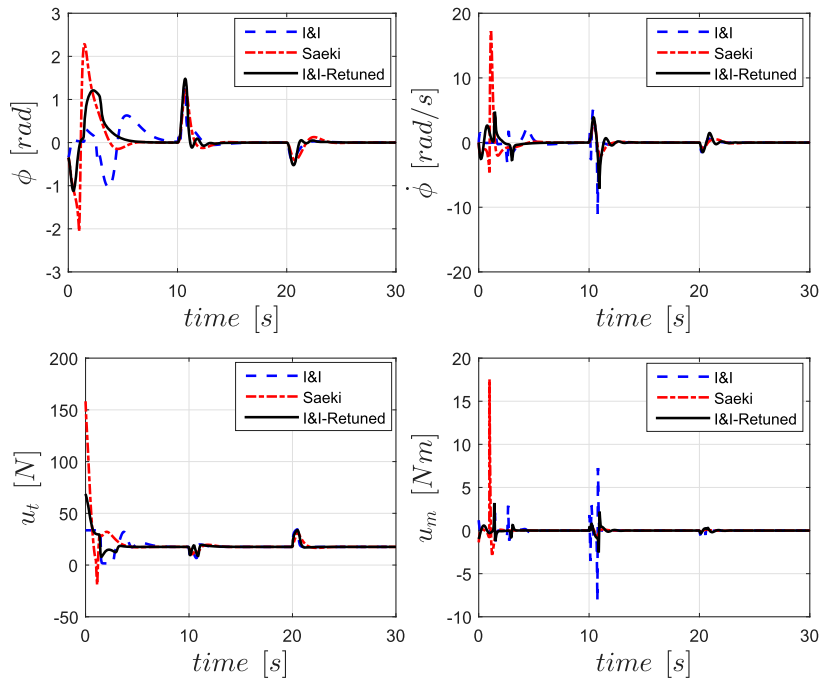 3
2
1
0
-1
-2
-3
0 10 20 30
ϕ [rad]
time [s]
I&I
Saeki
I&I-Retuned
20
10
0
-10
-20
0 10 20 30
ϕ̇ [rad/s]
time [s]
I&I
Saeki
I&I-Retuned
200
150
100
50
0
-50
0 10 20 30
u_t [N]
time [s]
I&I
Saeki
I&I-Retuned
20
15
10
5
0
-5
-10
0 10 20 30
u_m [Nm]
time [s]
I&I
Saeki
I&I-Retuned